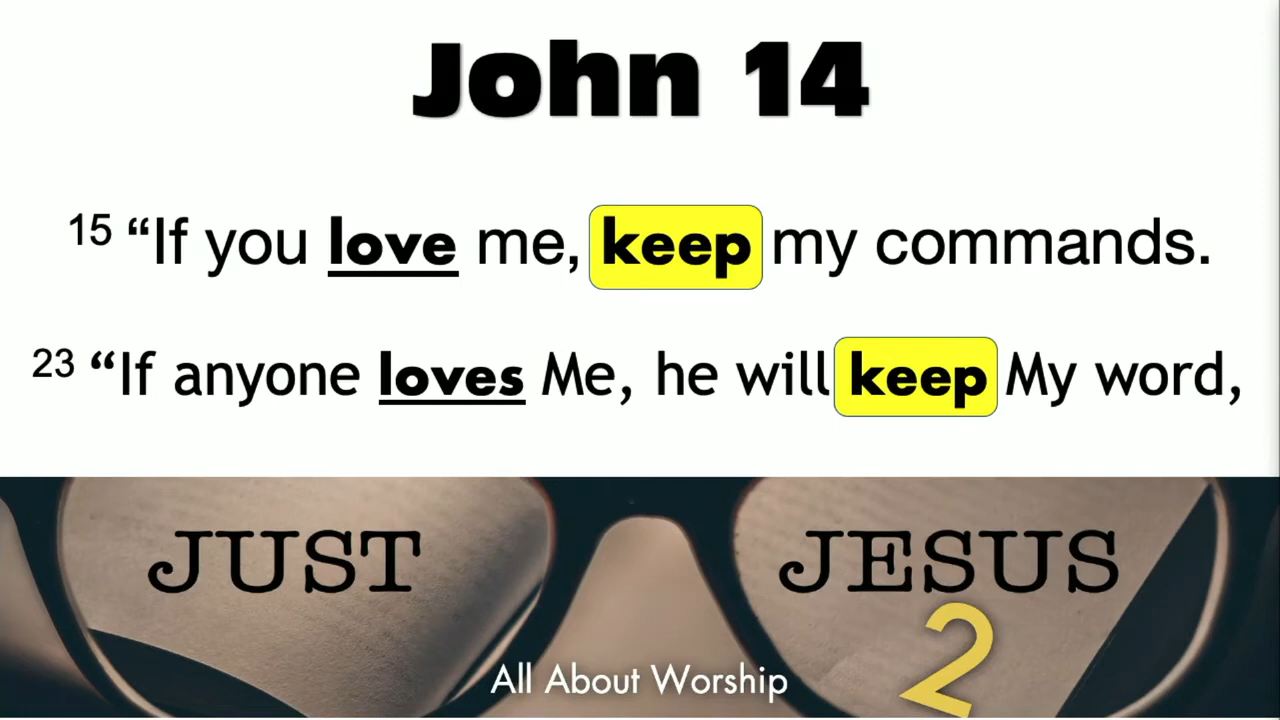 John 14
15 “If you love me, keep my commands.
23 “If anyone loves Me, he will keep My word,
JUST JESUS
2
All About Worship